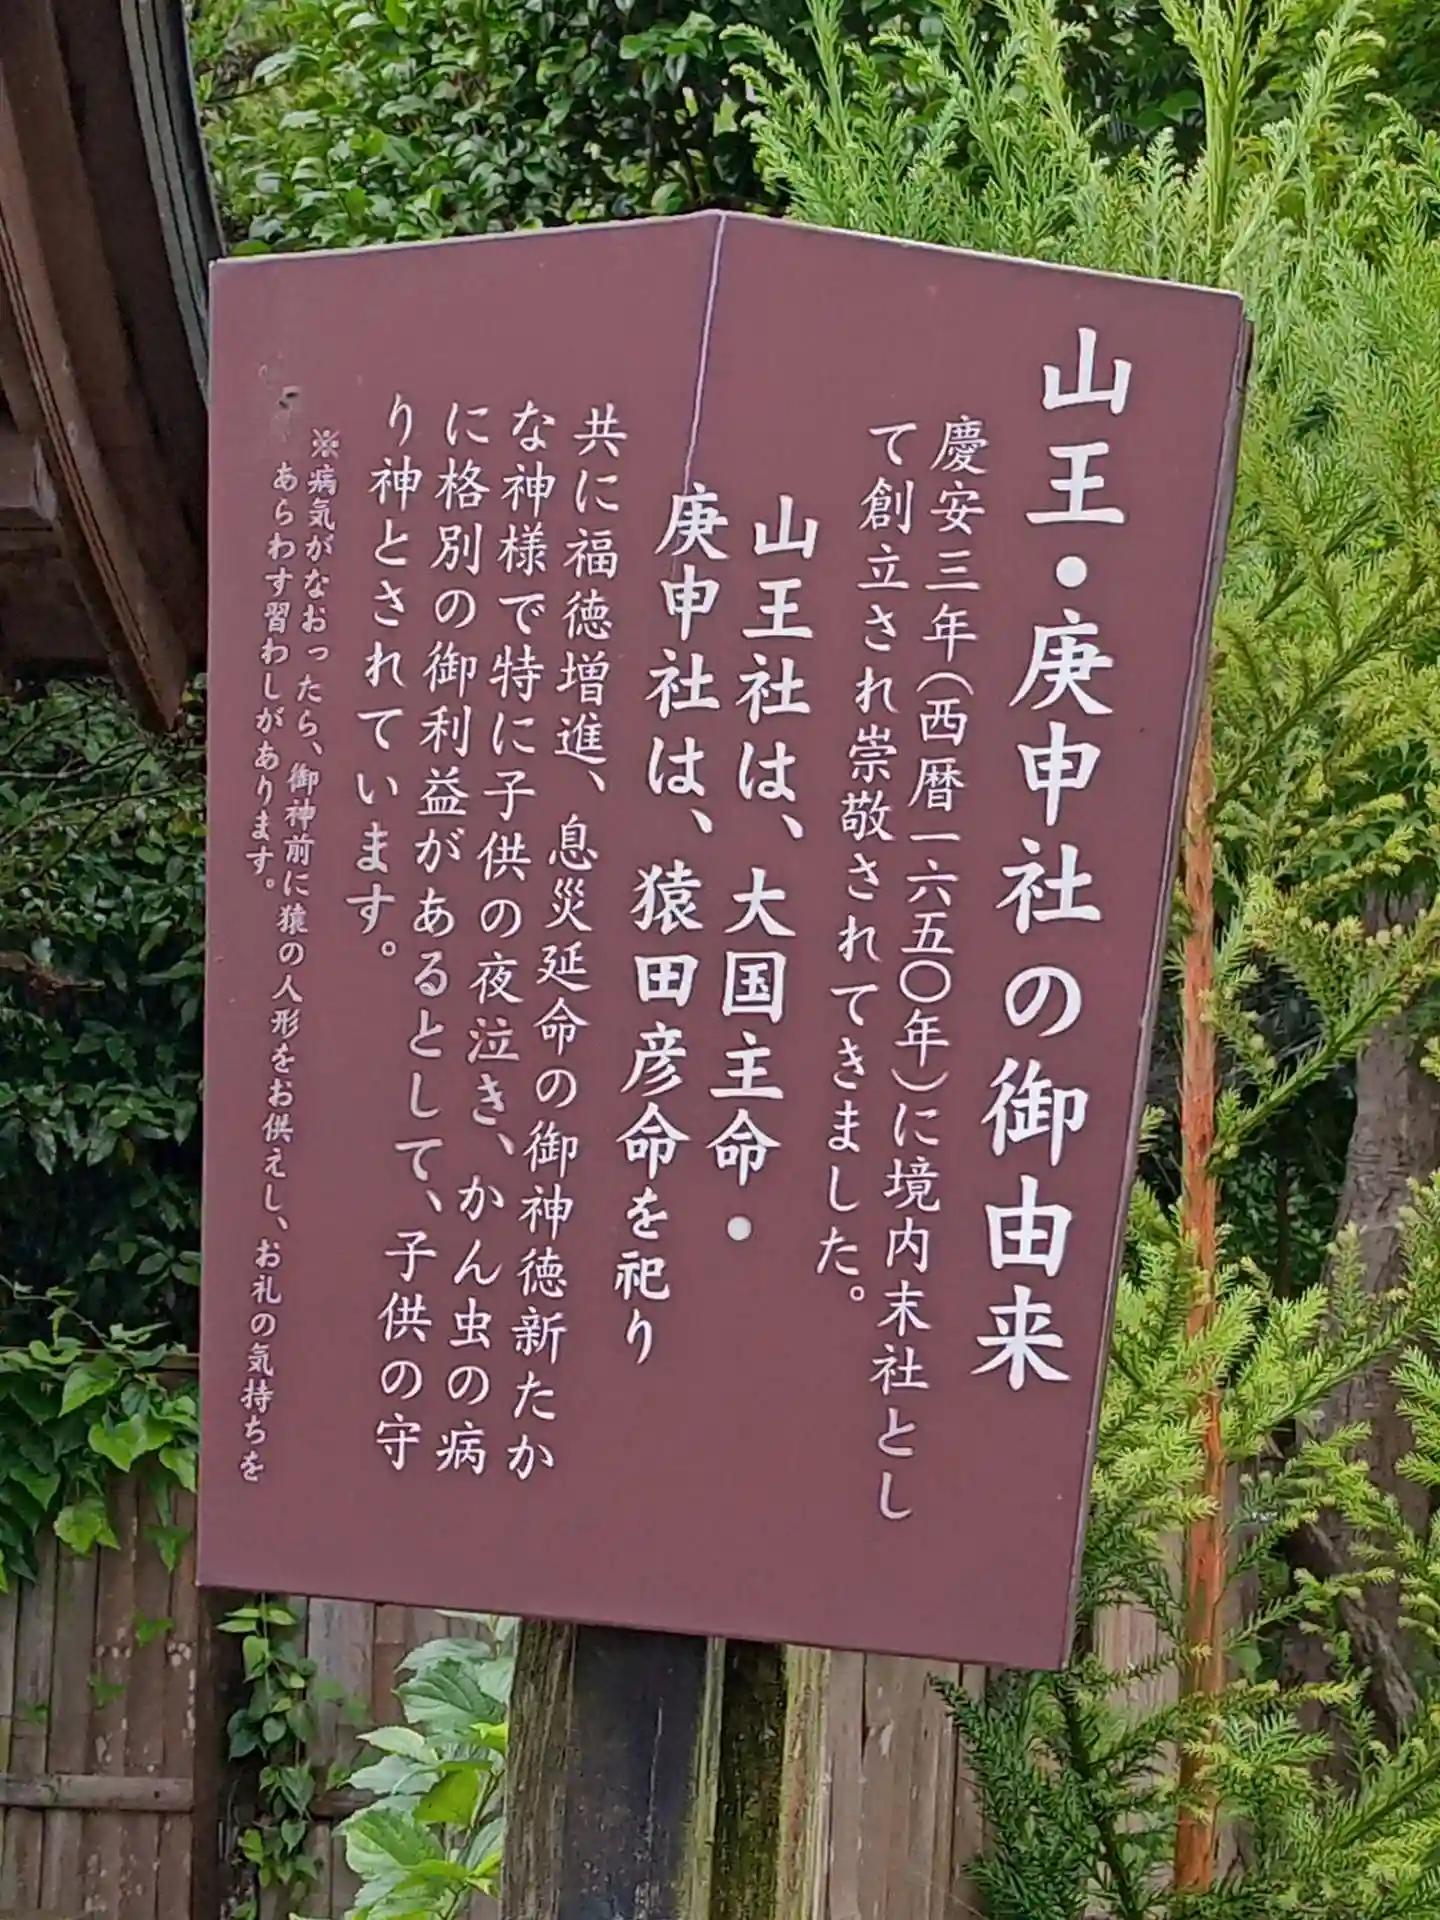 山王・庚申社の御由来
慶安三年(西暦一六五〇年)に境内末社とし
て創立され崇敬されてきました。
山王社は、大国主命・
庚申社は、猿田彦命を祀り
共に福徳増進、息災延命の御神徳新たか
な神様で特に子供の夜泣き、かん虫の病
に格別の御利益があるとして、子供の守
り神とされています。
※病気がなおったら、御神前に猿の人形をお供えし、お礼の気持ちを
あらわす習わしがあります。